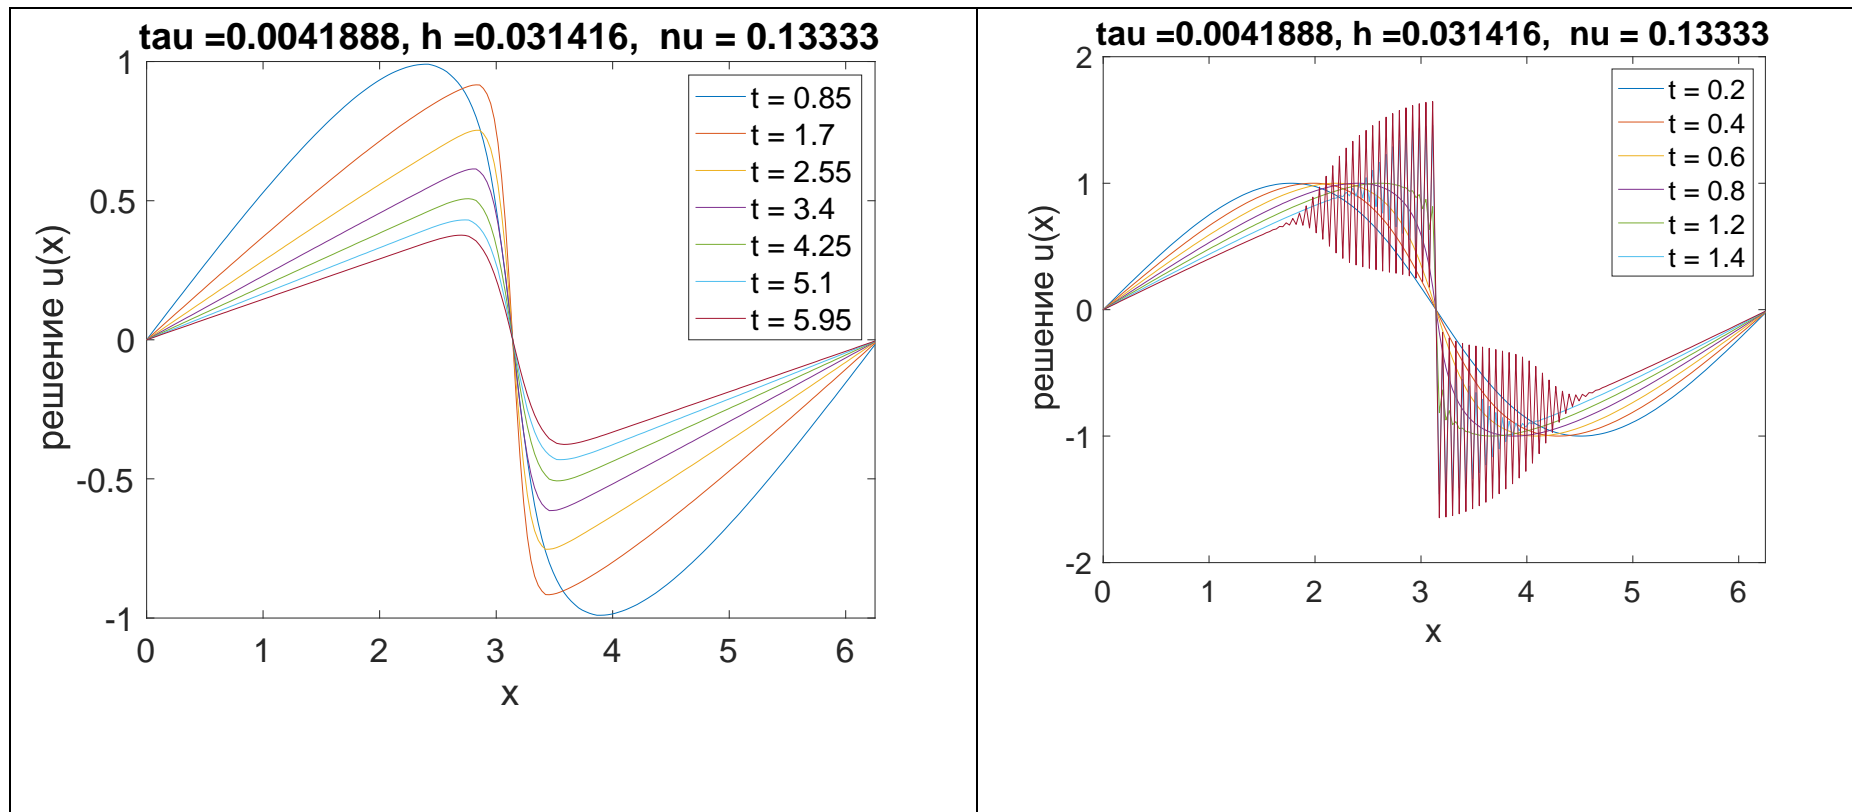 tau =0.0041888, h =0.031416,  nu = 0.13333
1
0.5
0
-0.5
-1
0 1 2 3 4 5 6
x
решение u(x)
t = 0.85
t = 1.7
t = 2.55
t = 3.4
t = 4.25
t = 5.1
t = 5.95
tau =0.0041888, h =0.031416,  nu = 0.13333
2
1
0
-1
-2
0 1 2 3 4 5 6
x
решение u(x)
t = 0.2
t = 0.4
t = 0.6
t = 0.8
t = 1.2
t = 1.4